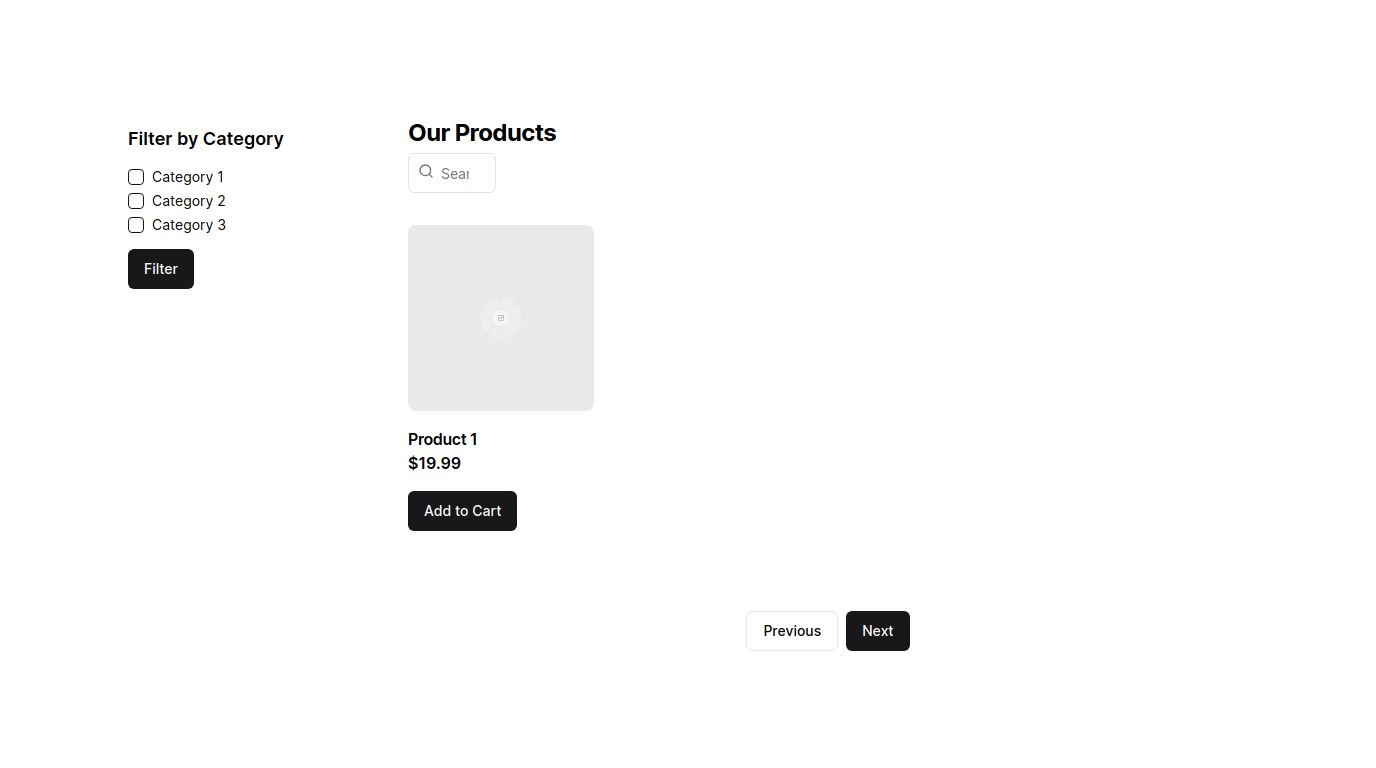 Filter by Category
Category 1
Category 2
Category 3
Filter
Our Products
Sear
Product 1
$19.99
Add to Cart
Previous
Next